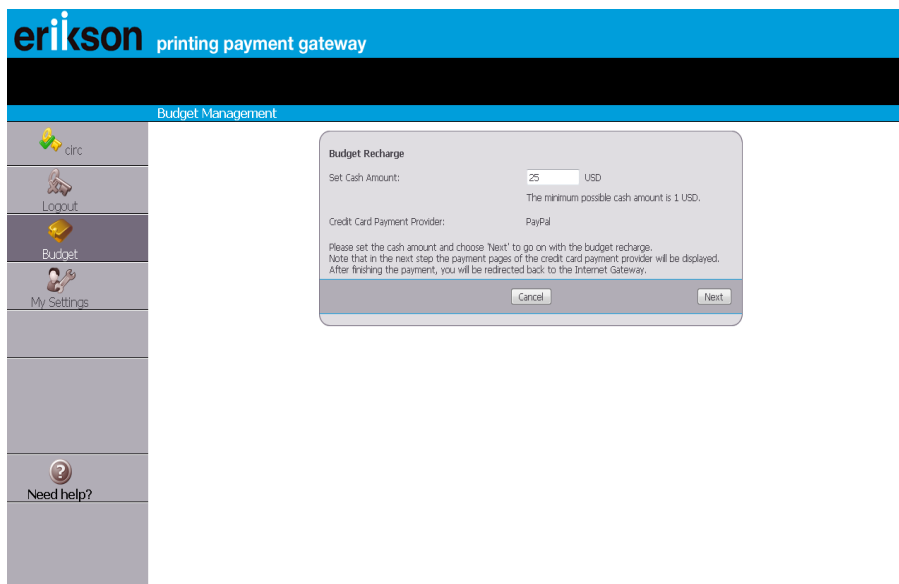 erikson printing payment gateway
Budget Management
circ
Logout
Budget
My Settings
Need help?
Budget Recharge
Set Cash Amount: 25 USD
The minimum possible cash amount is 1 USD.
Credit Card Payment Provider: PayPal
Please set the cash amount and choose 'Next' to go on with the budget recharge.
Note that in the next step the payment pages of the credit card payment provider will be displayed.
After finishing the payment, you will be redirected back to the Internet Gateway.
Cancel Next